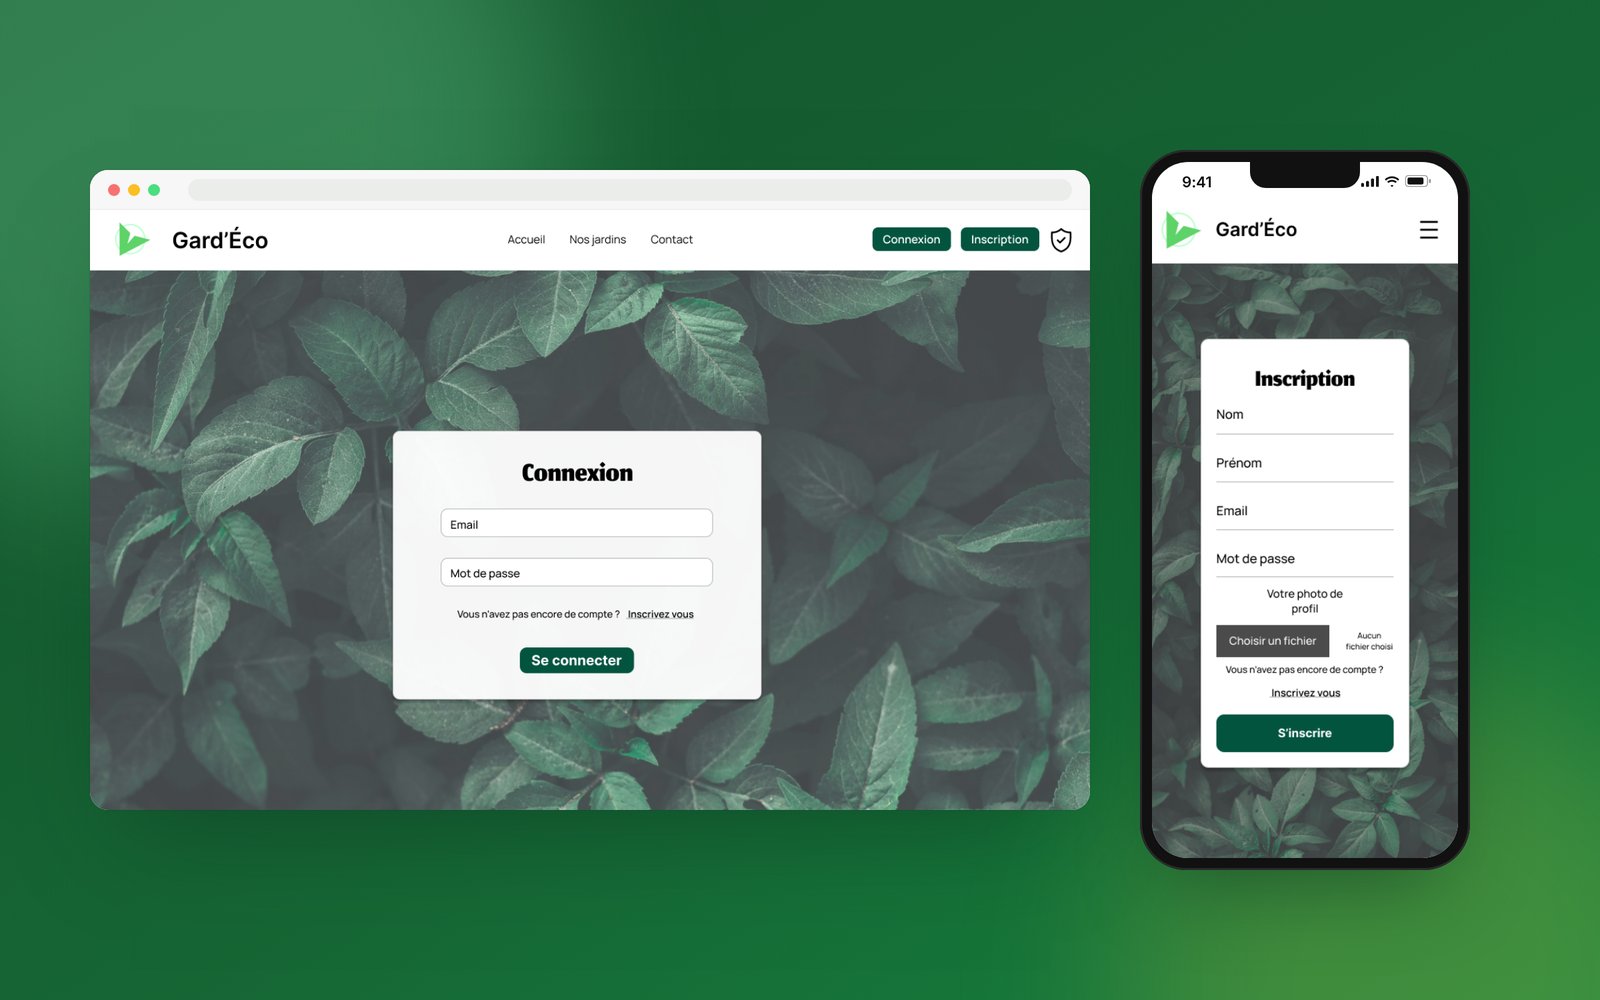 Gard'Éco
Accueil Nos jardins Contact
Connexion Inscription
Connexion
Email
Mot de passe
Vous n'avez pas encore de compte ? Inscrivez vous
Se connecter
9:41
Gard'Éco
Inscription
Nom
Prénom
Email
Mot de passe
Votre photo de
profil
Choisir un fichier
Aucun
fichier choisi
Vous n'avez pas encore de compte ?
Inscrivez vous
S'inscrire